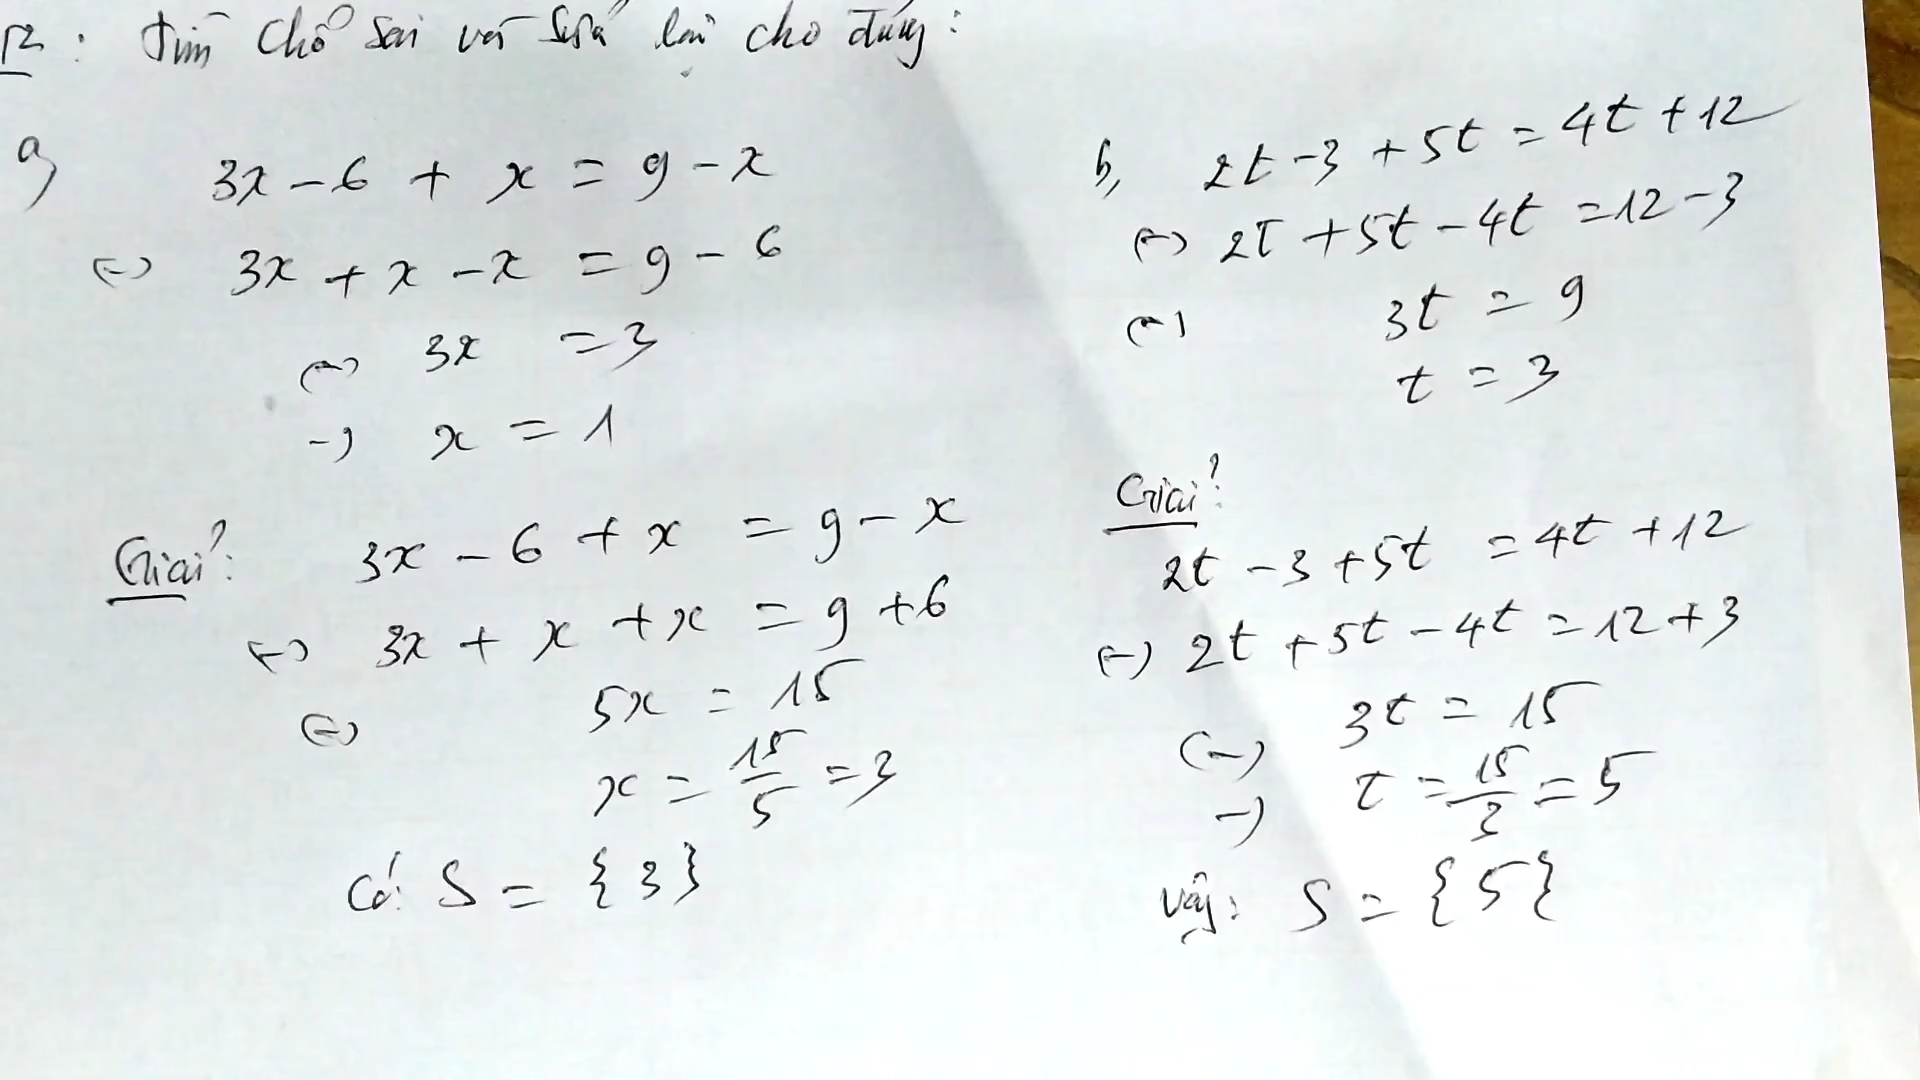 12: Tìm chỗ sai và sửa lại cho đúng:
a, 3x - 6 + x = 9 - x
(=) 3x + x - x = 9 - 6
(=) 3x = 3
=) x = 1
Giải:
3x - 6 + x = 9 - x
(=) 3x + x + x = 9 + 6
(=) 5x = 15
x = 15/5 = 3
Có: S = {3}
b, 2t - 3 + 5t = 4t + 12
(=) 2t + 5t - 4t = 12 - 3
(=) 3t = 9
t = 3
Giải:
2t - 3 + 5t = 4t + 12
(=) 2t + 5t - 4t = 12 + 3
(=) 3t = 15
=) t = 15/3 = 5
Vậy: S = {5}